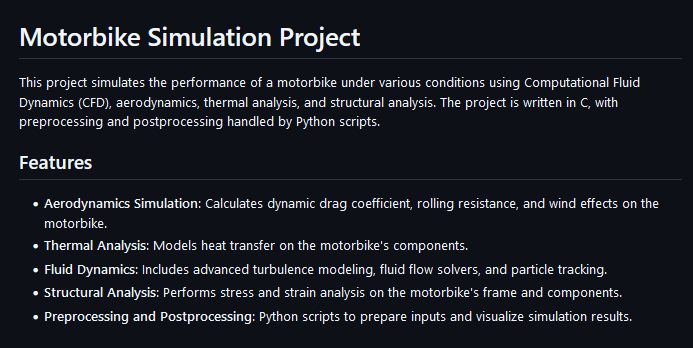 Motorbike Simulation Project
This project simulates the performance of a motorbike under various conditions using Computational Fluid
Dynamics (CFD), aerodynamics, thermal analysis, and structural analysis. The project is written in C, with
preprocessing and postprocessing handled by Python scripts.
Features
• Aerodynamics Simulation: Calculates dynamic drag coefficient, rolling resistance, and wind effects on the
motorbike.
• Thermal Analysis: Models heat transfer on the motorbike's components.
• Fluid Dynamics: Includes advanced turbulence modeling, fluid flow solvers, and particle tracking.
• Structural Analysis: Performs stress and strain analysis on the motorbike's frame and components.
• Preprocessing and Postprocessing: Python scripts to prepare inputs and visualize simulation results.